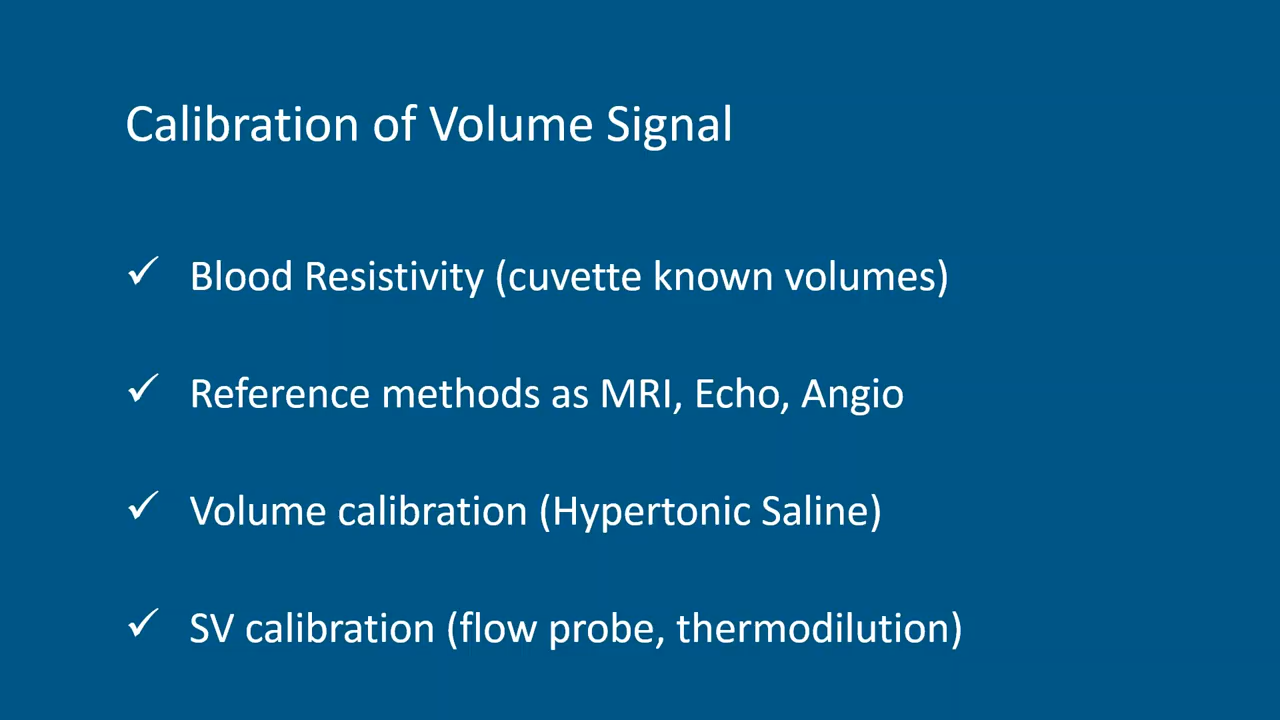 Calibration of Volume Signal
✓ Blood Resistivity (cuvette known volumes)
✓ Reference methods as MRI, Echo, Angio
✓ Volume calibration (Hypertonic Saline)
✓ SV calibration (flow probe, thermodilution)